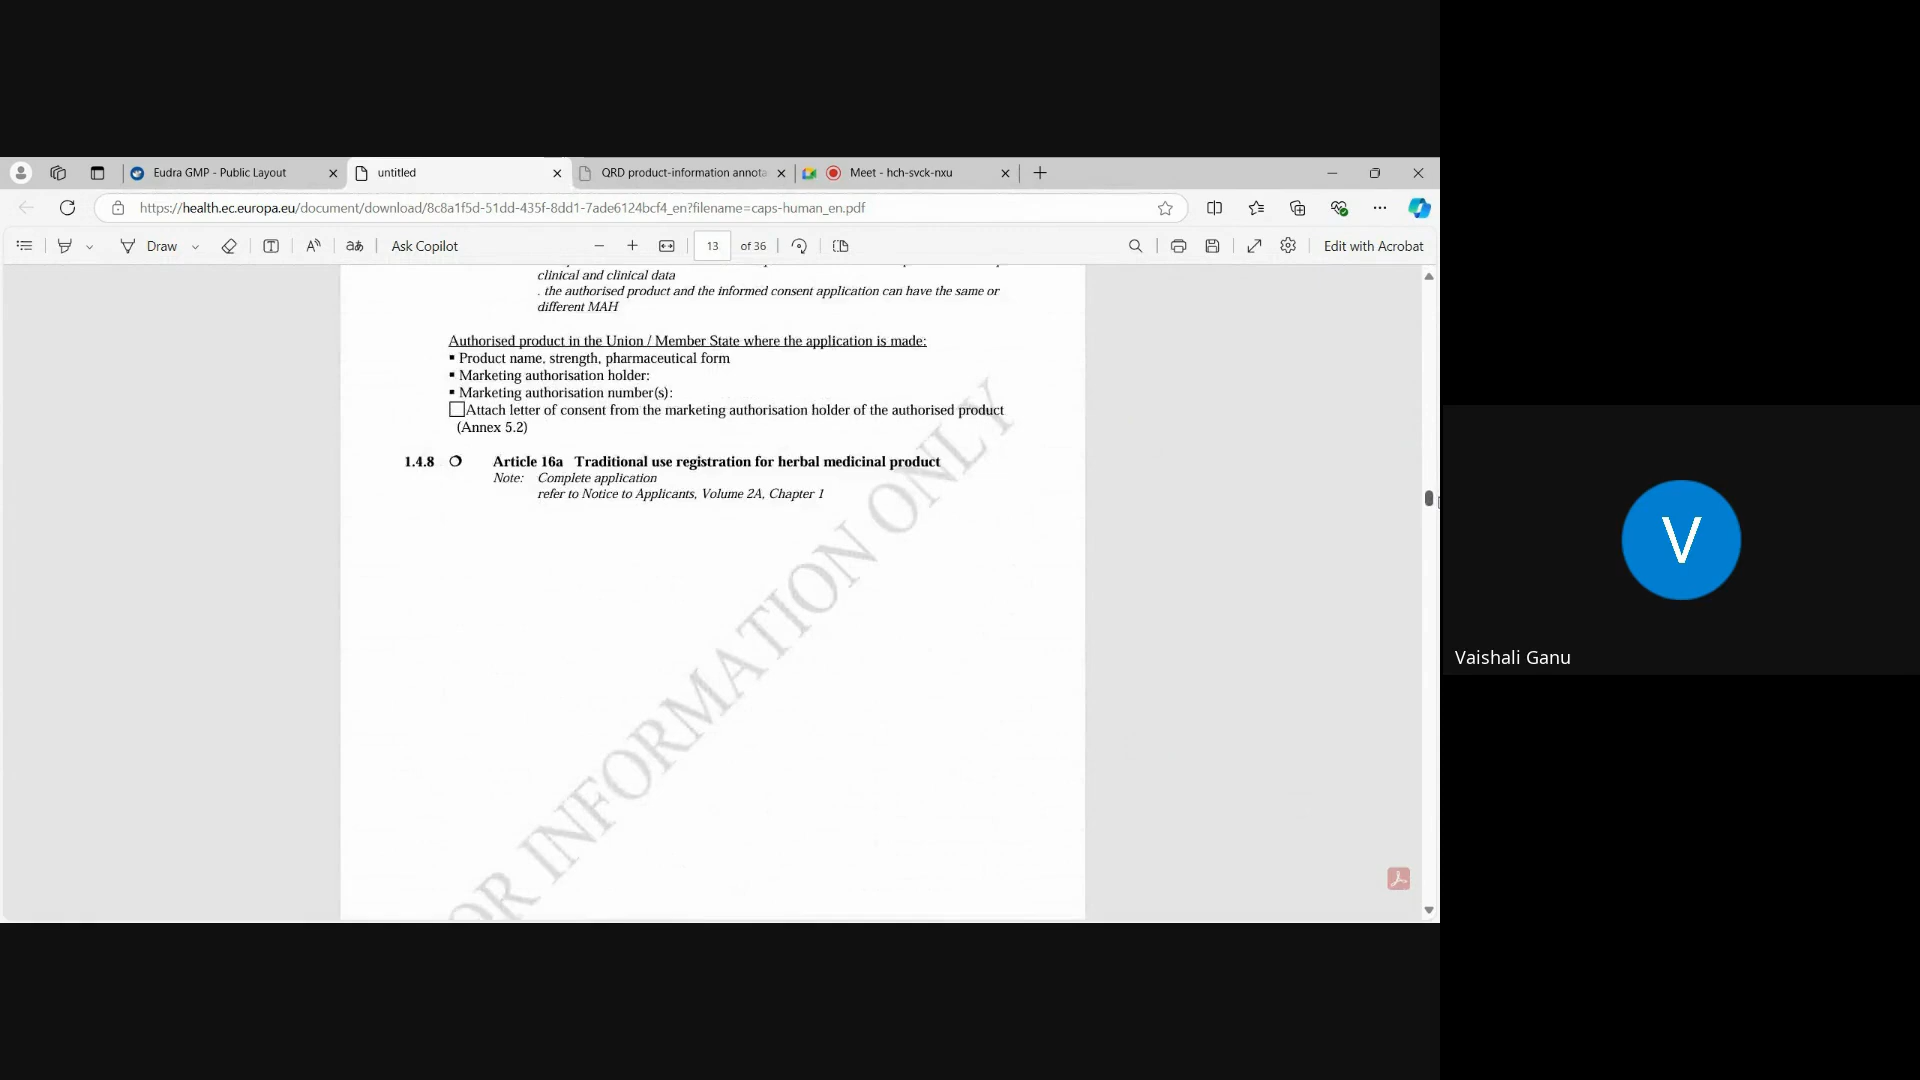 Eudra GMP - Public Layout
untitled
QRD product-information annota
Meet - hch-svck-nxu
https://health.ec.europa.eu/document/download/8c8a1f5d-51dd-435f-8dd1-7ade6124bcf4_en?filename=caps-human_en.pdf
Draw
aあ
Ask Copilot
13
of 36
Edit with Acrobat
clinical and clinical data
. the authorised product and the informed consent application can have the same or
different MAH
Authorised product in the Union / Member State where the application is made:
▪ Product name, strength, pharmaceutical form
▪ Marketing authorisation holder:
▪ Marketing authorisation number(s):
Attach letter of consent from the marketing authorisation holder of the authorised product
(Annex 5.2)
1.4.8 Article 16a Traditional use registration for herbal medicinal product
Note: Complete application
refer to Notice to Applicants, Volume 2A, Chapter 1
OR INFORMATION ONLY
V
Vaishali Ganu